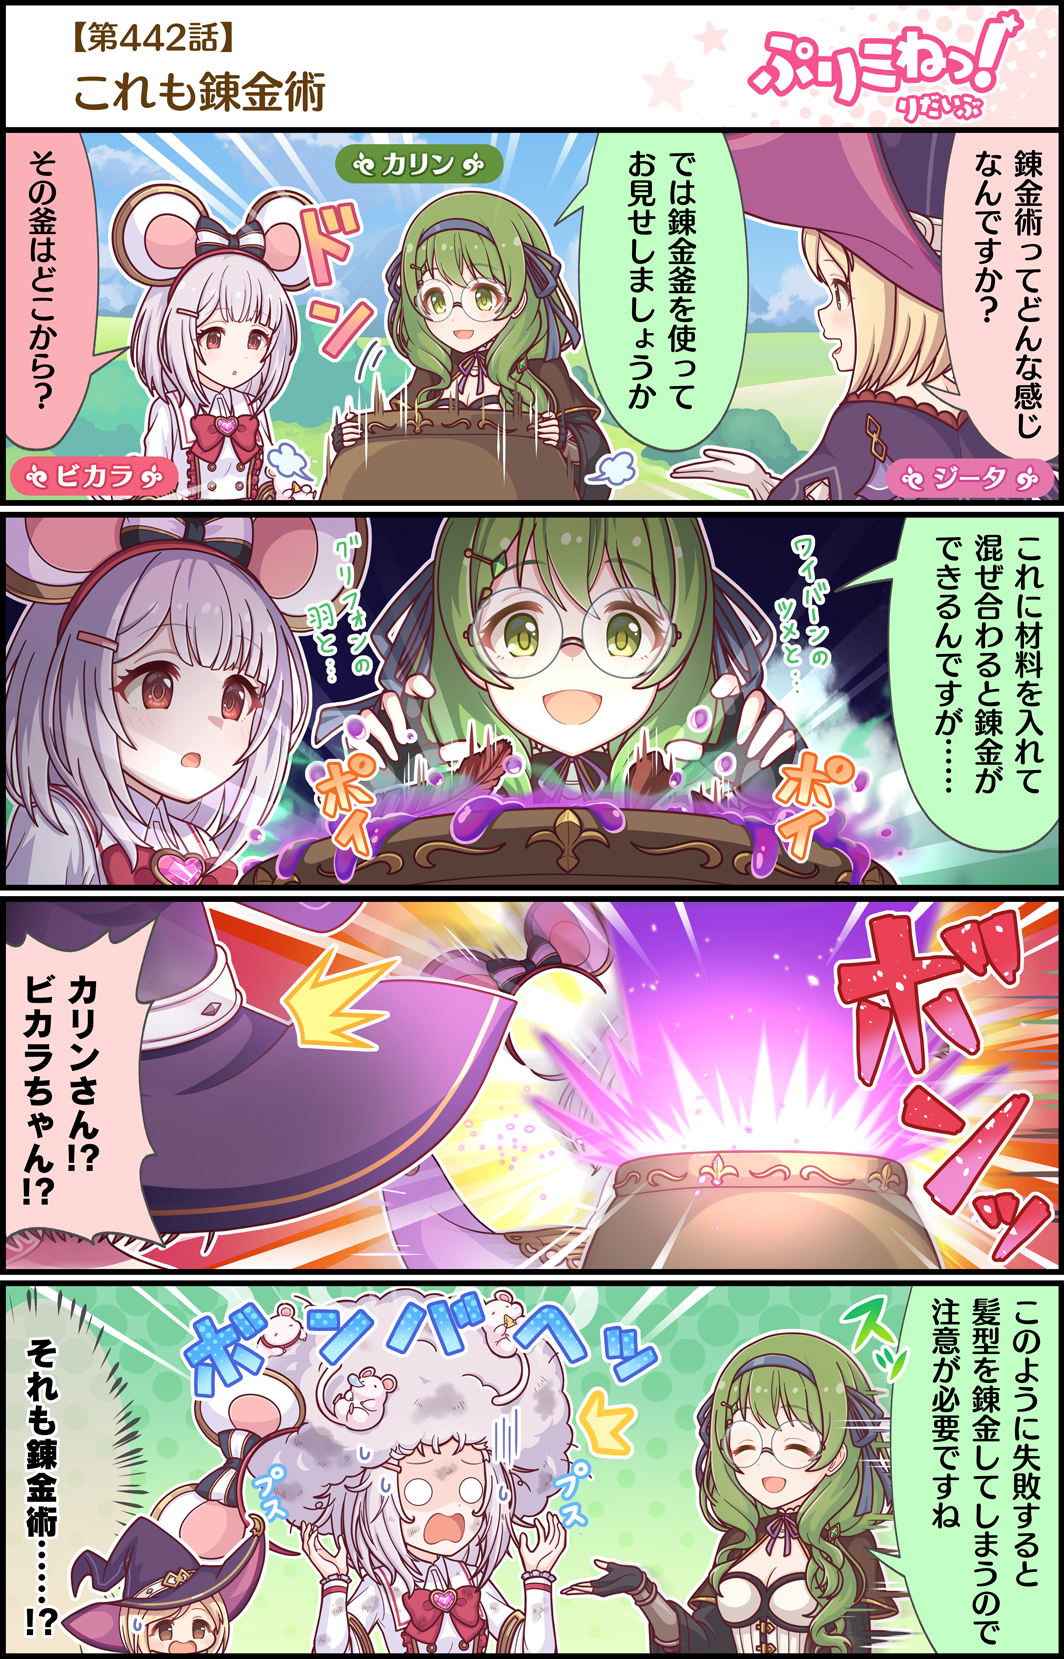 【第442話】
これも錬金術
ぷりこねっ!
りだいぶ
錬金術ってどんな感じ
なんですか?
ジータ
では錬金釜を使って
お見せしましょうか
カリン
ドン
その釜はどこから?
ビカラ
これに材料を入れて
混ぜ合わると錬金が
できるんですが……
ワイバーンの
ツメと…
グリフォンの
羽と…
ポイ
ポイ
ボンッ
カリンさん!?
ビカラちゃん!?
このように失敗すると
髪型を錬金してしまうので
注意が必要ですね
スッ
ボンバヘッ
プス
プス
それも錬金術……!?